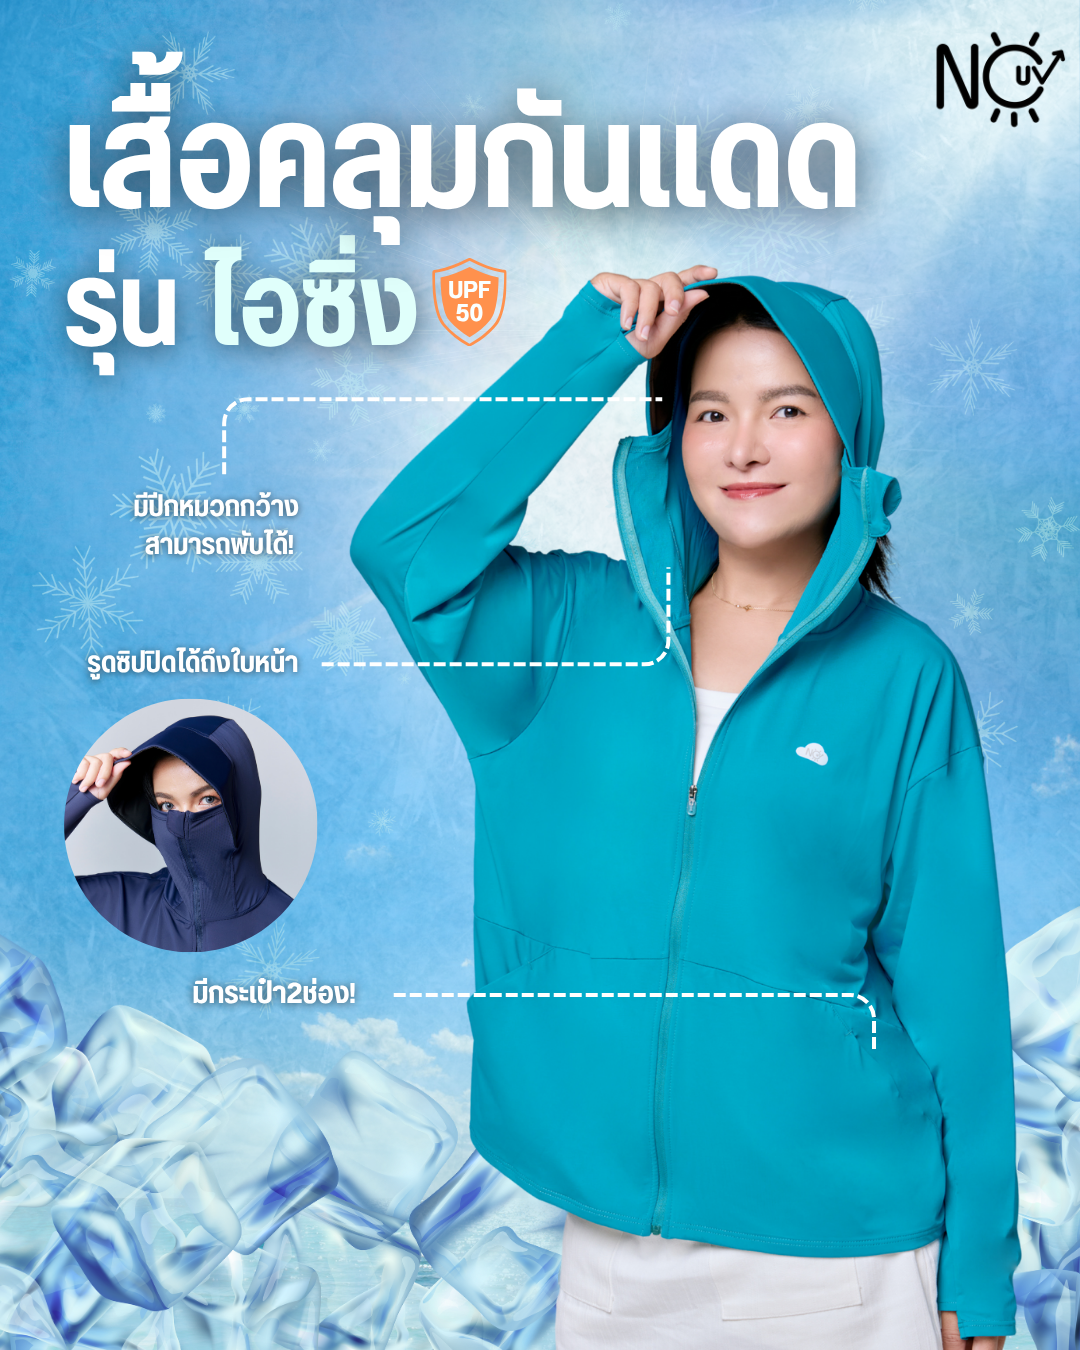 NO UV
เสื้อคลุมกันแดด
รุ่น ไอซิ่ง
UPF
50
มีปีกหมวกกว้าง
สามารถพับได้!
รูดซิปปิดได้ถึงใบหน้า
มีกระเป๋า2ช่อง!